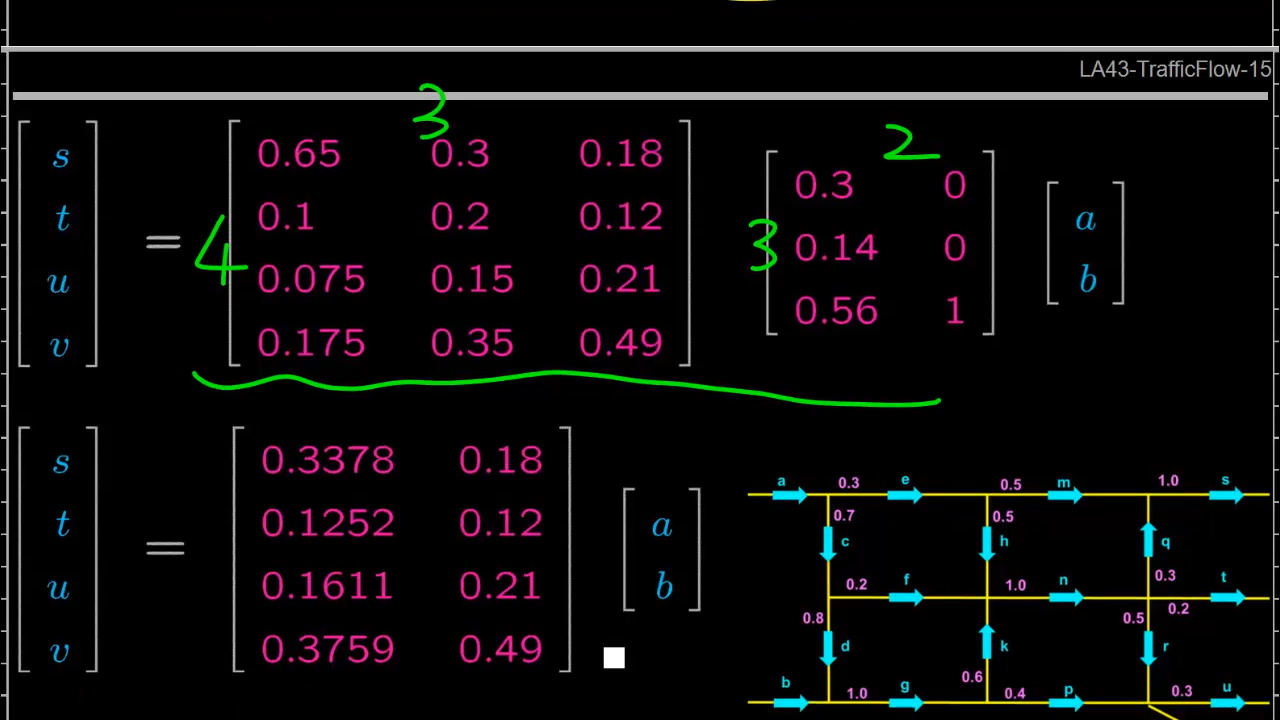 LA43-TrafficFlow-15
3
2
s = 0.65 0.3 0.18 0.3 0 a
t 0.1 0.2 0.12 0.14 0 b
u 0.075 0.15 0.21 0.56 1
v 0.175 0.35 0.49
4
3
s = 0.3378 0.18 a
t 0.1252 0.12 b
u 0.1611 0.21
v 0.3759 0.49
a 0.3 e 0.5 m 1.0 s
0.7 0.5
c h q
0.2 f 1.0 n 0.3 t
0.8 0.5 0.2
d k r
b 1.0 g 0.6 0.4 p 0.3 u